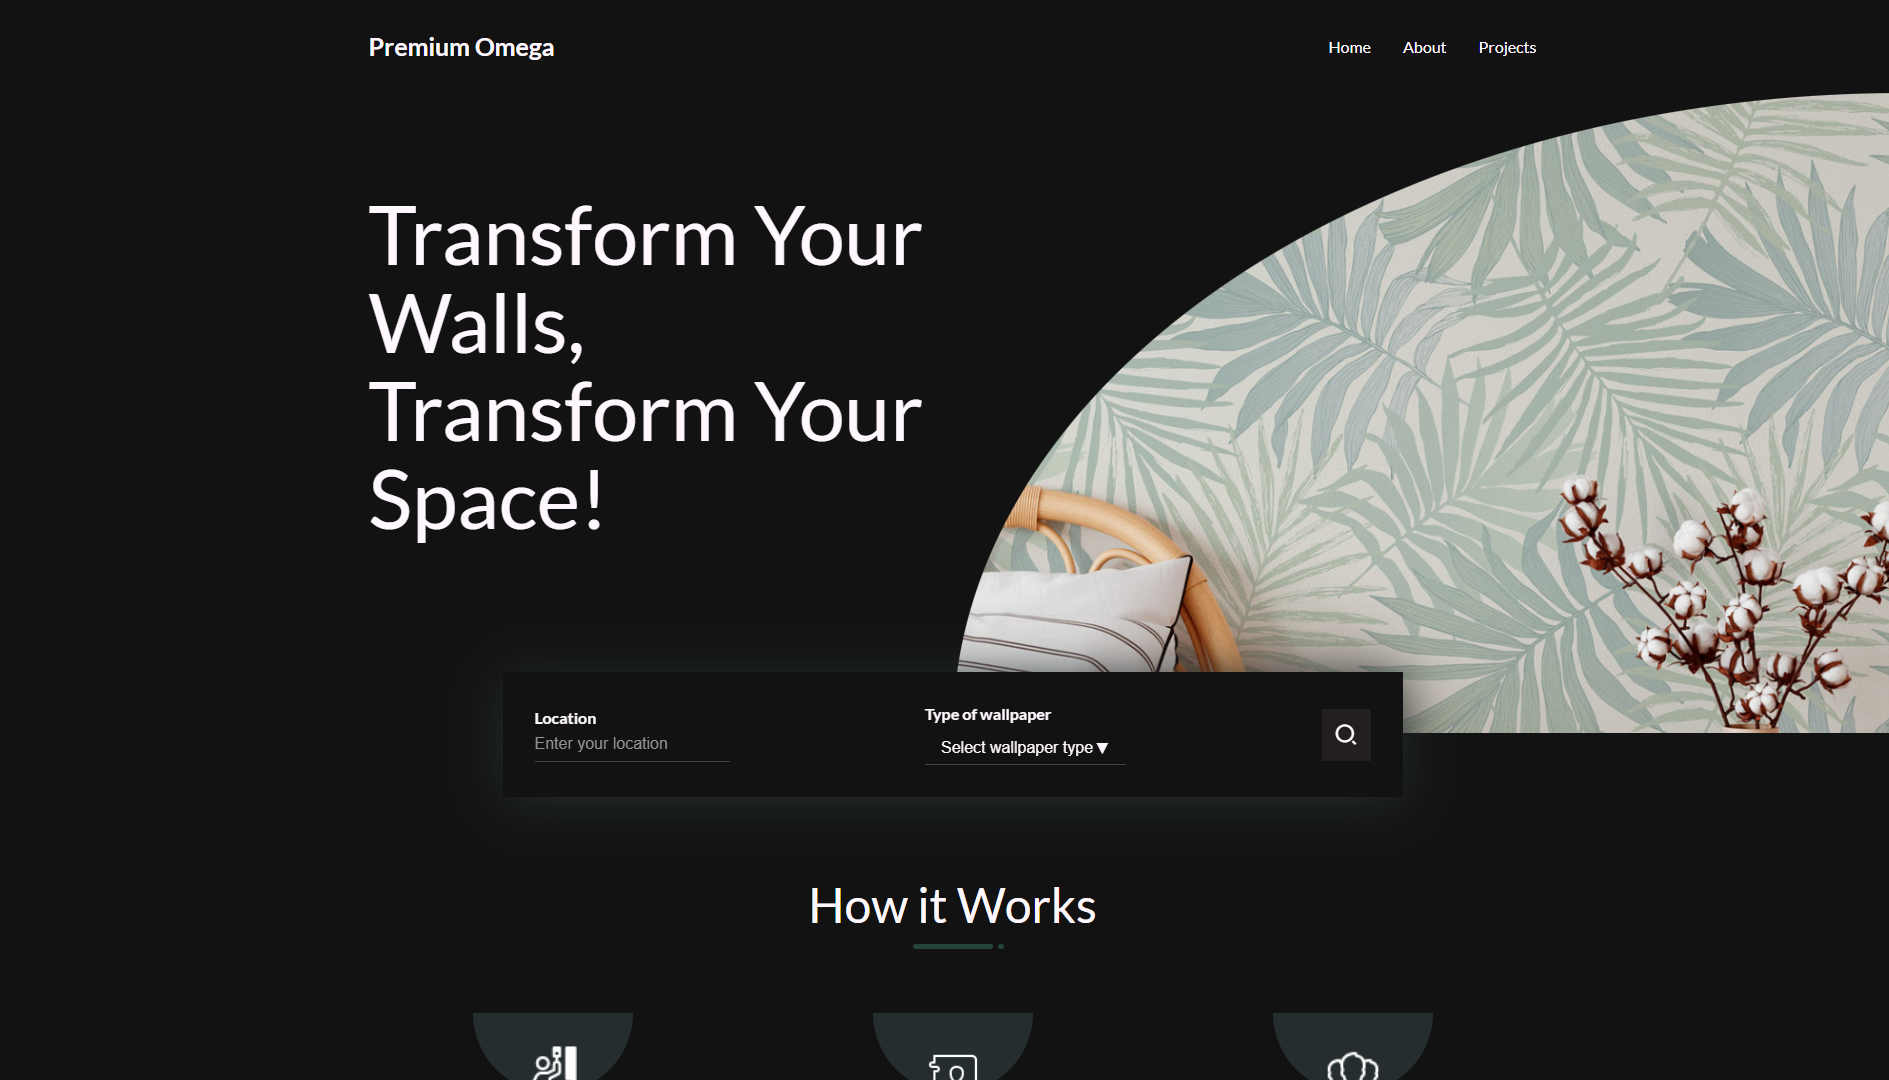 Premium Omega
Home About Projects
Transform Your
Walls,
Transform Your
Space!
Location
Enter your location
Type of wallpaper
Select wallpaper type ▼
How it Works